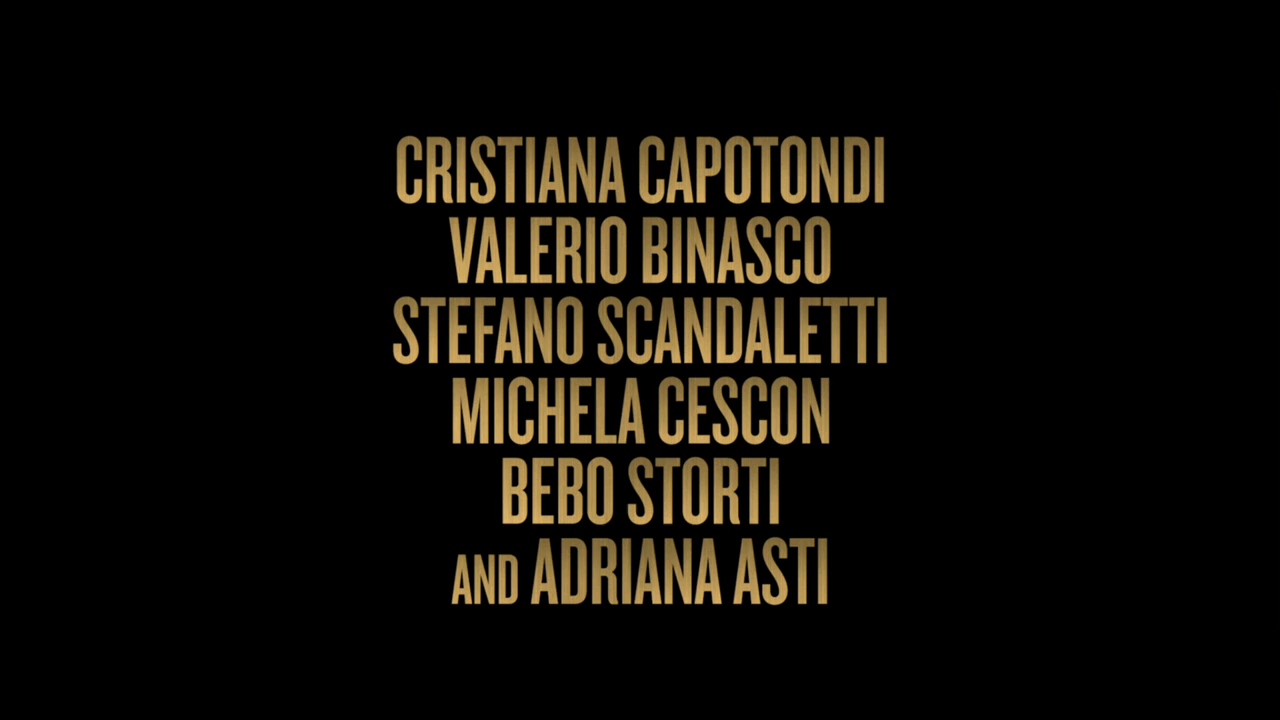 CRISTIANA CAPOTONDI
VALERIO BINASCO
STEFANO SCANDALETTI
MICHELA CESCON
BEBO STORTI
AND ADRIANA ASTI